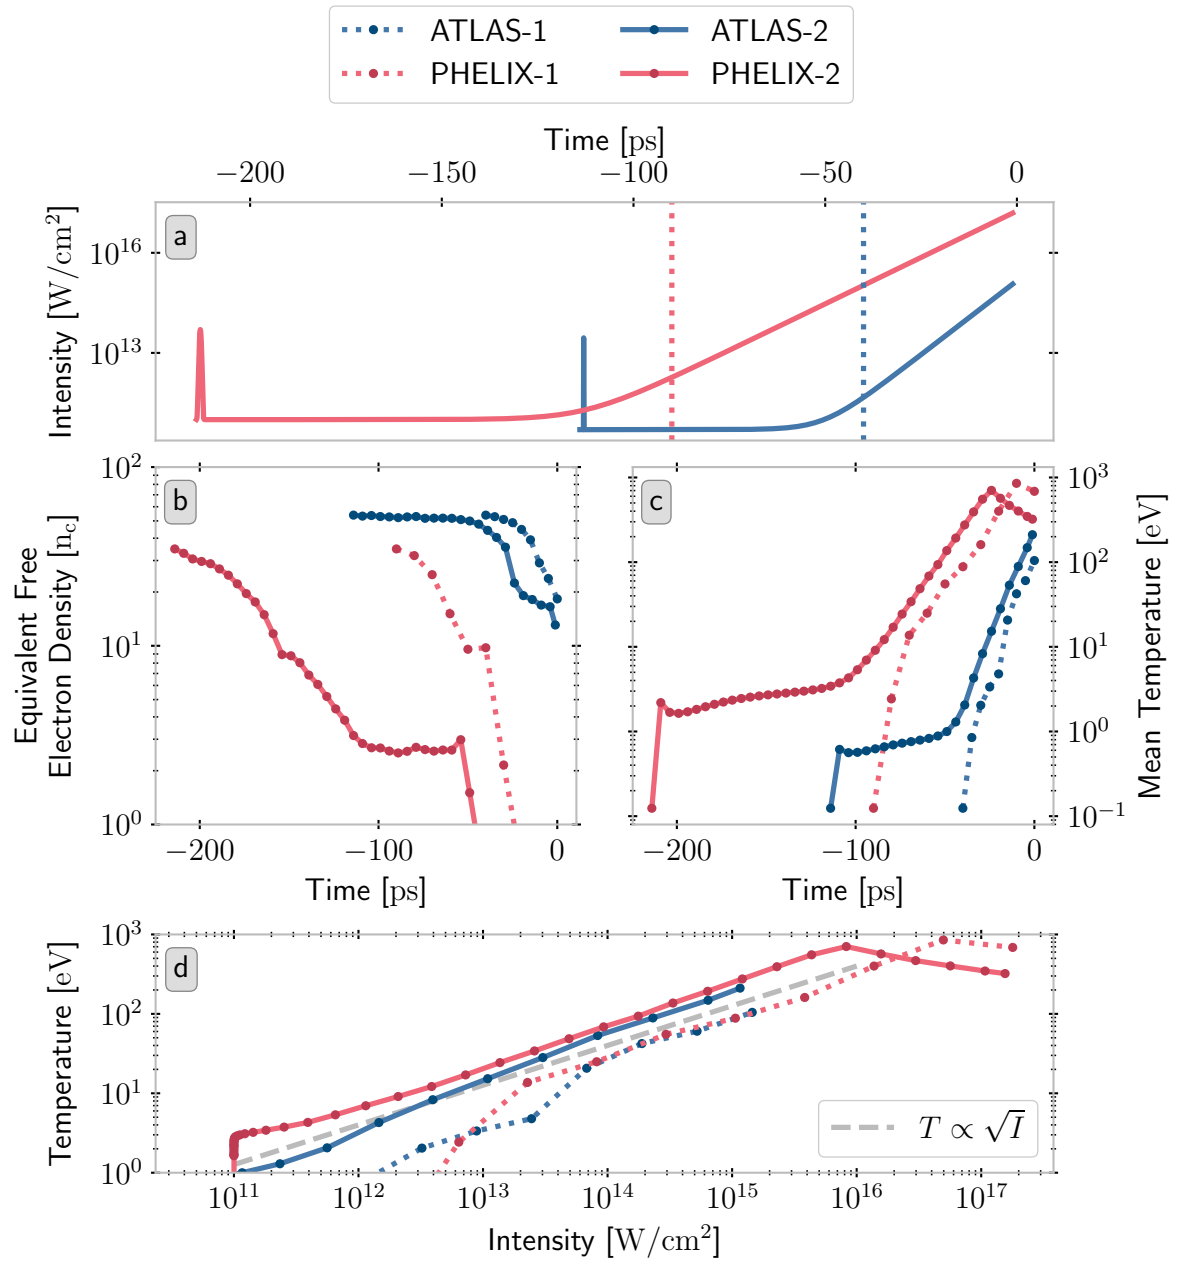 ATLAS-1 ATLAS-2
PHELIX-1 PHELIX-2
Time [ps]
−200 −150 −100 −50 0
a
Intensity [W/cm²]
10¹⁶
10¹³
b
Equivalent Free
Electron Density [n_c]
10²
10¹
10⁰
−200 −100 0
Time [ps]
c
Mean Temperature [eV]
10³
10²
10¹
10⁰
10⁻¹
−200 −100 0
Time [ps]
d
Temperature [eV]
10³
10²
10¹
10⁰
T ∝ √I
10¹¹ 10¹² 10¹³ 10¹⁴ 10¹⁵ 10¹⁶ 10¹⁷
Intensity [W/cm²]